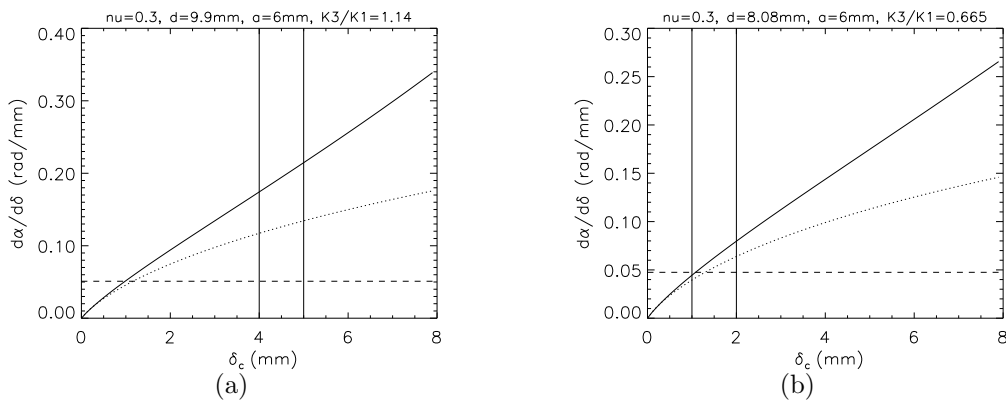 nu=0.3, d=9.9mm, a=6mm, K3/K1=1.14
0.40
0.30
0.20
0.10
0.00
dα/dδ (rad/mm)
0 2 4 6 8
δc (mm)
(a)
nu=0.3, d=8.08mm, a=6mm, K3/K1=0.665
0.30
0.25
0.20
0.15
0.10
0.05
0.00
dα/dδ (rad/mm)
0 2 4 6 8
δc (mm)
(b)